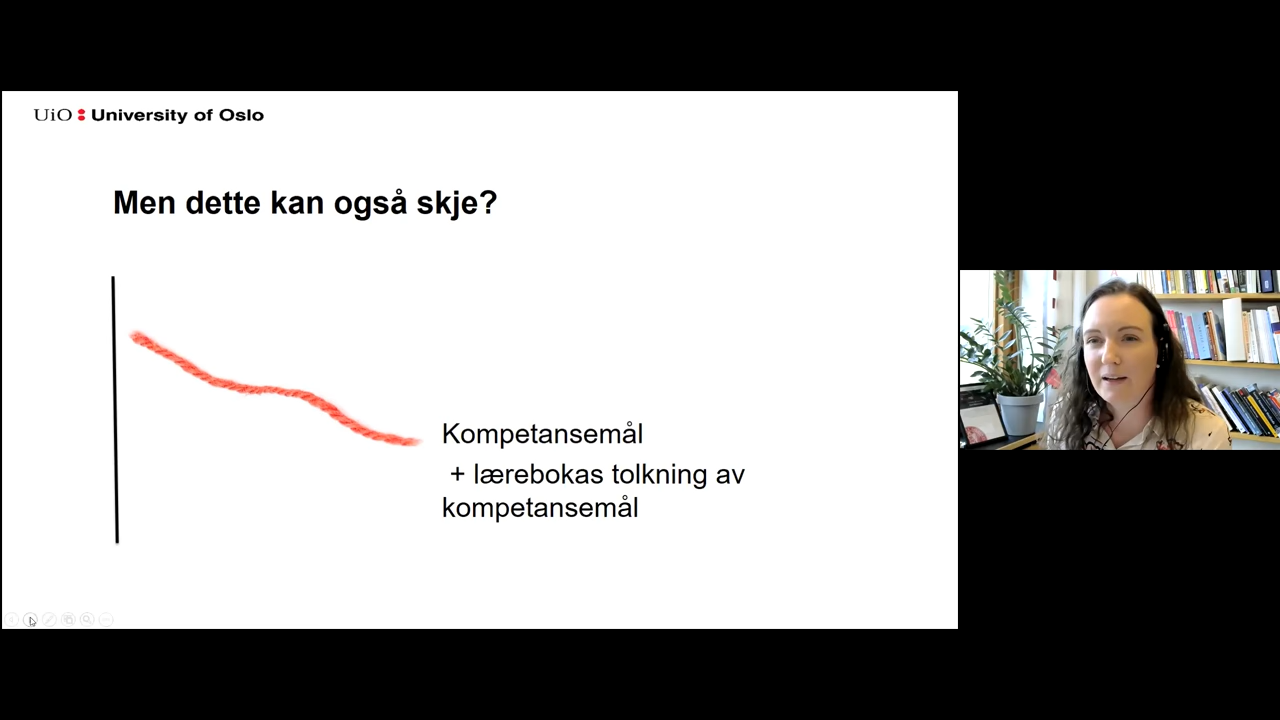 UiO : University of Oslo
Men dette kan også skje?
Kompetansemål
+ lærebokas tolkning av
kompetansemål